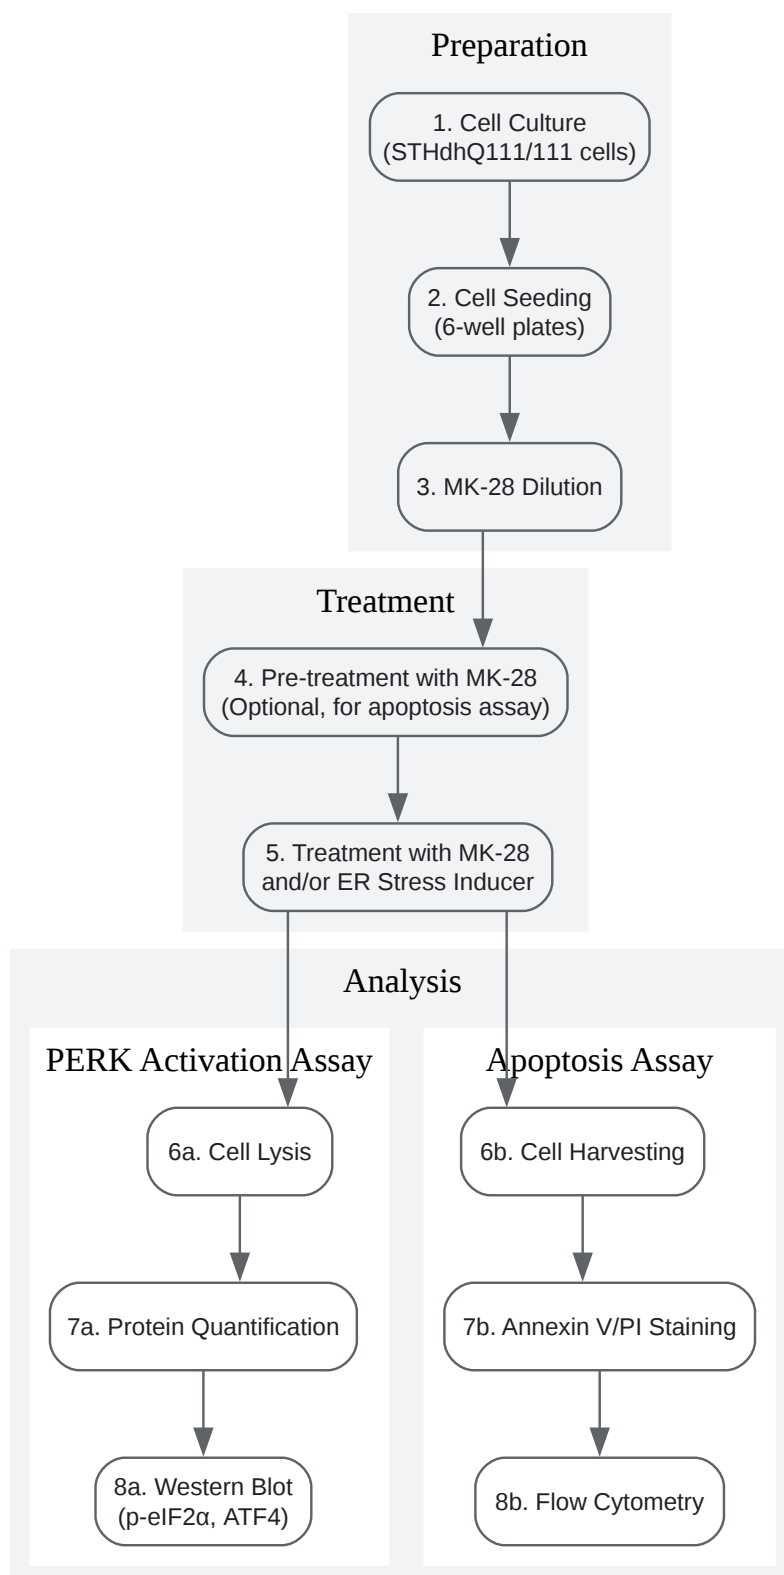 Preparation
1. Cell Culture
(STHdhQ111/111 cells)
2. Cell Seeding
(6-well plates)
3. MK-28 Dilution
Treatment
4. Pre-treatment with MK-28
(Optional, for apoptosis assay)
5. Treatment with MK-28
and/or ER Stress Inducer
Analysis
PERK Activation Assay
6a. Cell Lysis
7a. Protein Quantification
8a. Western Blot
(p-eIF2α, ATF4)
Apoptosis Assay
6b. Cell Harvesting
7b. Annexin V/PI Staining
8b. Flow Cytometry